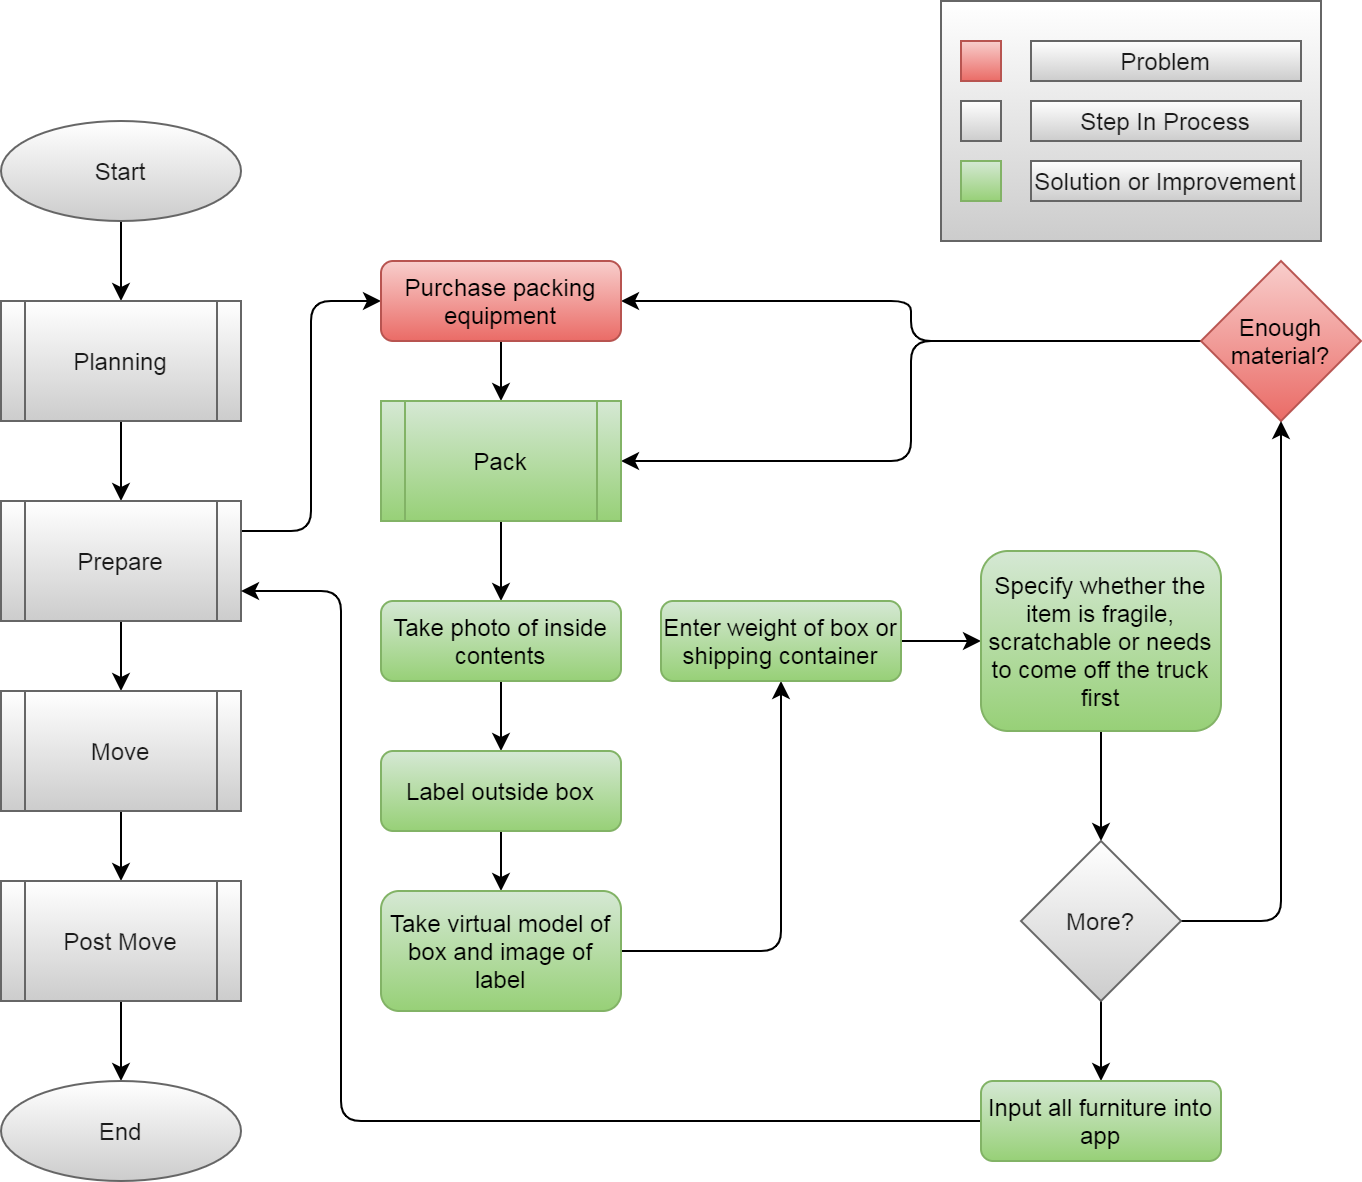 Problem
Step In Process
Solution or Improvement
Start
Planning
Prepare
Move
Post Move
End
Purchase packing
equipment
Pack
Take photo of inside
contents
Label outside box
Take virtual model of
box and image of
label
Enter weight of box or
shipping container
Specify whether the
item is fragile,
scratchable or needs
to come off the truck
first
More?
Enough
material?
Input all furniture into
app